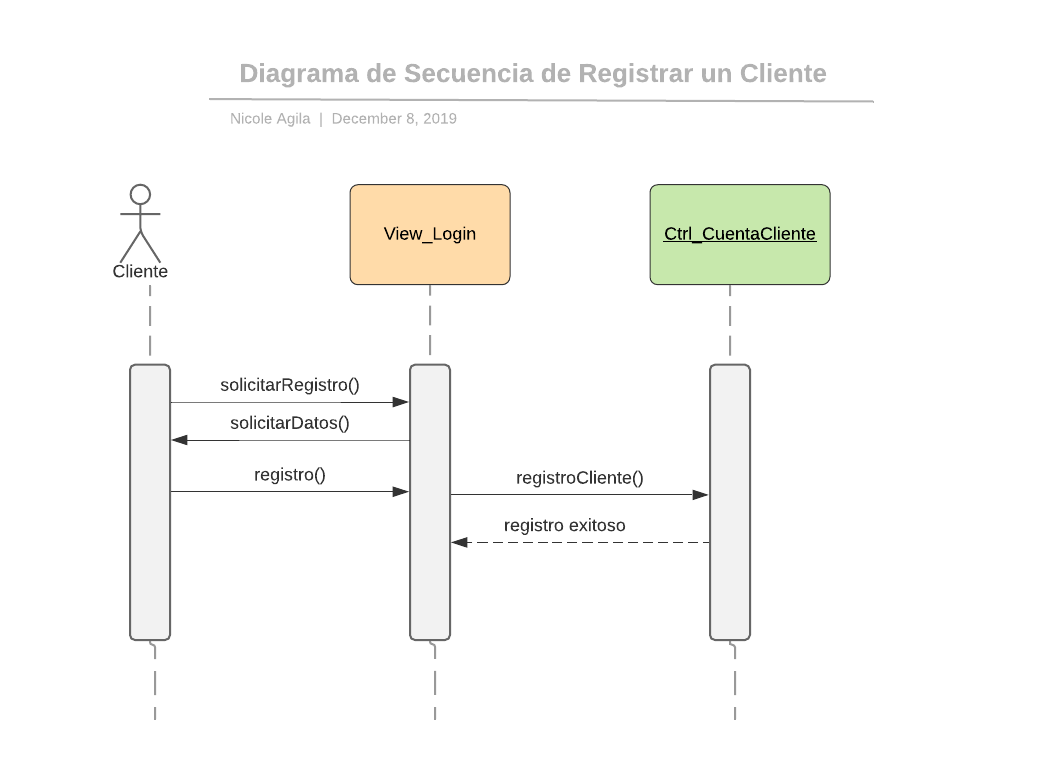 Diagrama de Secuencia de Registrar un Cliente
Nicole Agila | December 8, 2019
Cliente
View_Login
Ctrl_CuentaCliente
solicitarRegistro()
solicitarDatos()
registro()
registroCliente()
registro exitoso